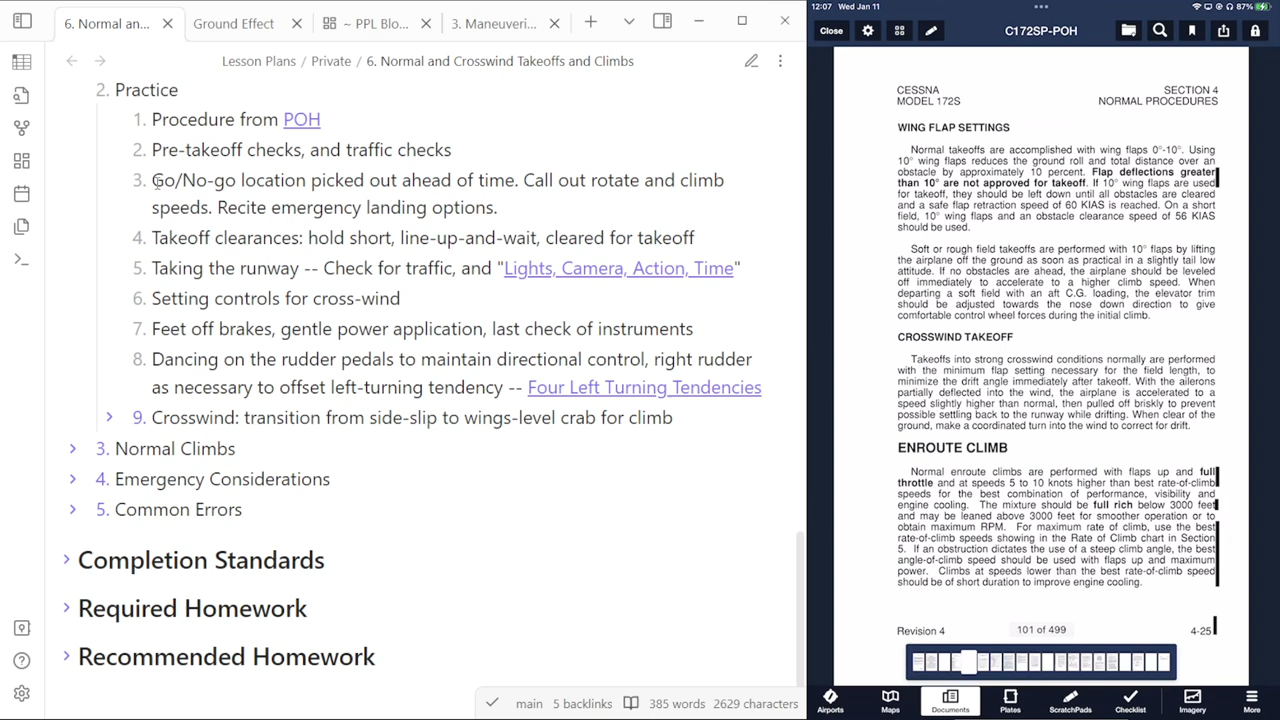 6. Normal an...
Ground Effect
~ PPL Blo...
3. Maneuveri...
Lesson Plans / Private / 6. Normal and Crosswind Takeoffs and Climbs
2. Practice
1. Procedure from POH
2. Pre-takeoff checks, and traffic checks
3. Go/No-go location picked out ahead of time. Call out rotate and climb
speeds. Recite emergency landing options.
4. Takeoff clearances: hold short, line-up-and-wait, cleared for takeoff
5. Taking the runway -- Check for traffic, and "Lights, Camera, Action, Time"
6. Setting controls for cross-wind
7. Feet off brakes, gentle power application, last check of instruments
8. Dancing on the rudder pedals to maintain directional control, right rudder
as necessary to offset left-turning tendency -- Four Left Turning Tendencies
9. Crosswind: transition from side-slip to wings-level crab for climb
3. Normal Climbs
4. Emergency Considerations
5. Common Errors
Completion Standards
Required Homework
Recommended Homework
main
5 backlinks
385 words
2629 characters
12:07 Wed Jan 11
87%
Close
C172SP-POH
CESSNA
MODEL 172S
SECTION 4
NORMAL PROCEDURES
WING FLAP SETTINGS
Normal takeoffs are accomplished with wing flaps 0°-10°. Using
10° wing flaps reduces the ground roll and total distance over an
obstacle by approximately 10 percent. Flap deflections greater
than 10° are not approved for takeoff. If 10° wing flaps are used
for takeoff, they should be left down until all obstacles are cleared
and a safe flap retraction speed of 60 KIAS is reached. On a short
field, 10° wing flaps and an obstacle clearance speed of 56 KIAS
should be used.
Soft or rough field takeoffs are performed with 10° flaps by lifting
the airplane off the ground as soon as practical in a slightly tail low
attitude. If no obstacles are ahead, the airplane should be leveled
off immediately to accelerate to a higher climb speed. When
departing a soft field with an aft C.G. loading, the elevator trim
should be adjusted towards the nose down direction to give
comfortable control wheel forces during the initial climb.
CROSSWIND TAKEOFF
Takeoffs into strong crosswind conditions normally are performed
with the minimum flap setting necessary for the field length, to
minimize the drift angle immediately after takeoff. With the ailerons
partially deflected into the wind, the airplane is accelerated to a
speed slightly higher than normal, then pulled off briskly to prevent
possible settling back to the runway while drifting. When clear of the
ground, make a coordinated turn into the wind to correct for drift.
ENROUTE CLIMB
Normal enroute climbs are performed with flaps up and full
throttle and at speeds 5 to 10 knots higher than best rate-of-climb
speeds for the best combination of performance, visibility and
engine cooling. The mixture should be full rich below 3000 feet
and may be leaned above 3000 feet for smoother operation or to
obtain maximum RPM. For maximum rate of climb, use the best
rate-of-climb speeds showing in the Rate of Climb chart in Section
5. If an obstruction dictates the use of a steep climb angle, the best
angle-of-climb speed should be used with flaps up and maximum
power. Climbs at speeds lower than the best rate-of-climb speed
should be of short duration to improve engine cooling.
Revision 4
101 of 499
4-25
Airports
Maps
Documents
Plates
ScratchPads
Checklist
Imagery
More